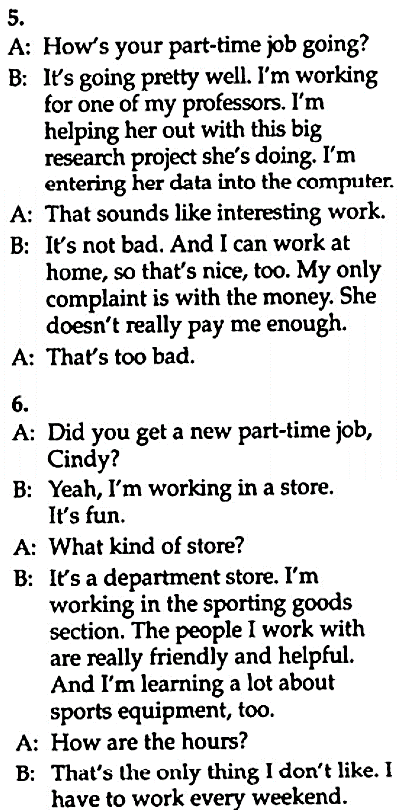 5.
A: How's your part-time job going?
B: It's going pretty well. I'm working
for one of my professors. I'm
helping her out with this big
research project she's doing. I'm
entering her data into the computer.
A: That sounds like interesting work.
B: It's not bad. And I can work at
home, so that's nice, too. My only
complaint is with the money. She
doesn't really pay me enough.
A: That's too bad.
6.
A: Did you get a new part-time job,
Cindy?
B: Yeah, I'm working in a store.
It's fun.
A: What kind of store?
B: It's a department store. I'm
working in the sporting goods
section. The people I work with
are really friendly and helpful.
And I'm learning a lot about
sports equipment, too.
A: How are the hours?
B: That's the only thing I don't like. I
have to work every weekend.